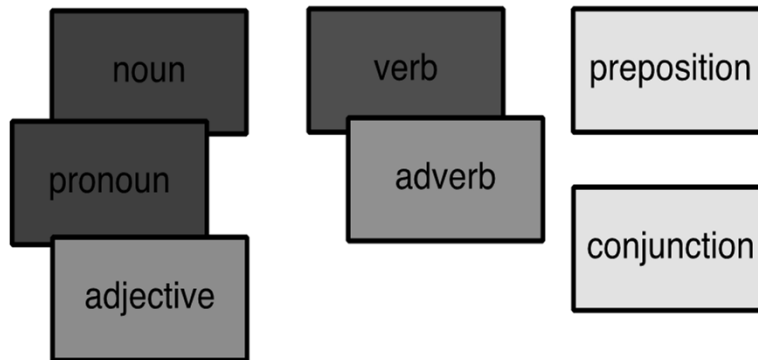 noun
pronoun
adjective
verb
adverb
preposition
conjunction